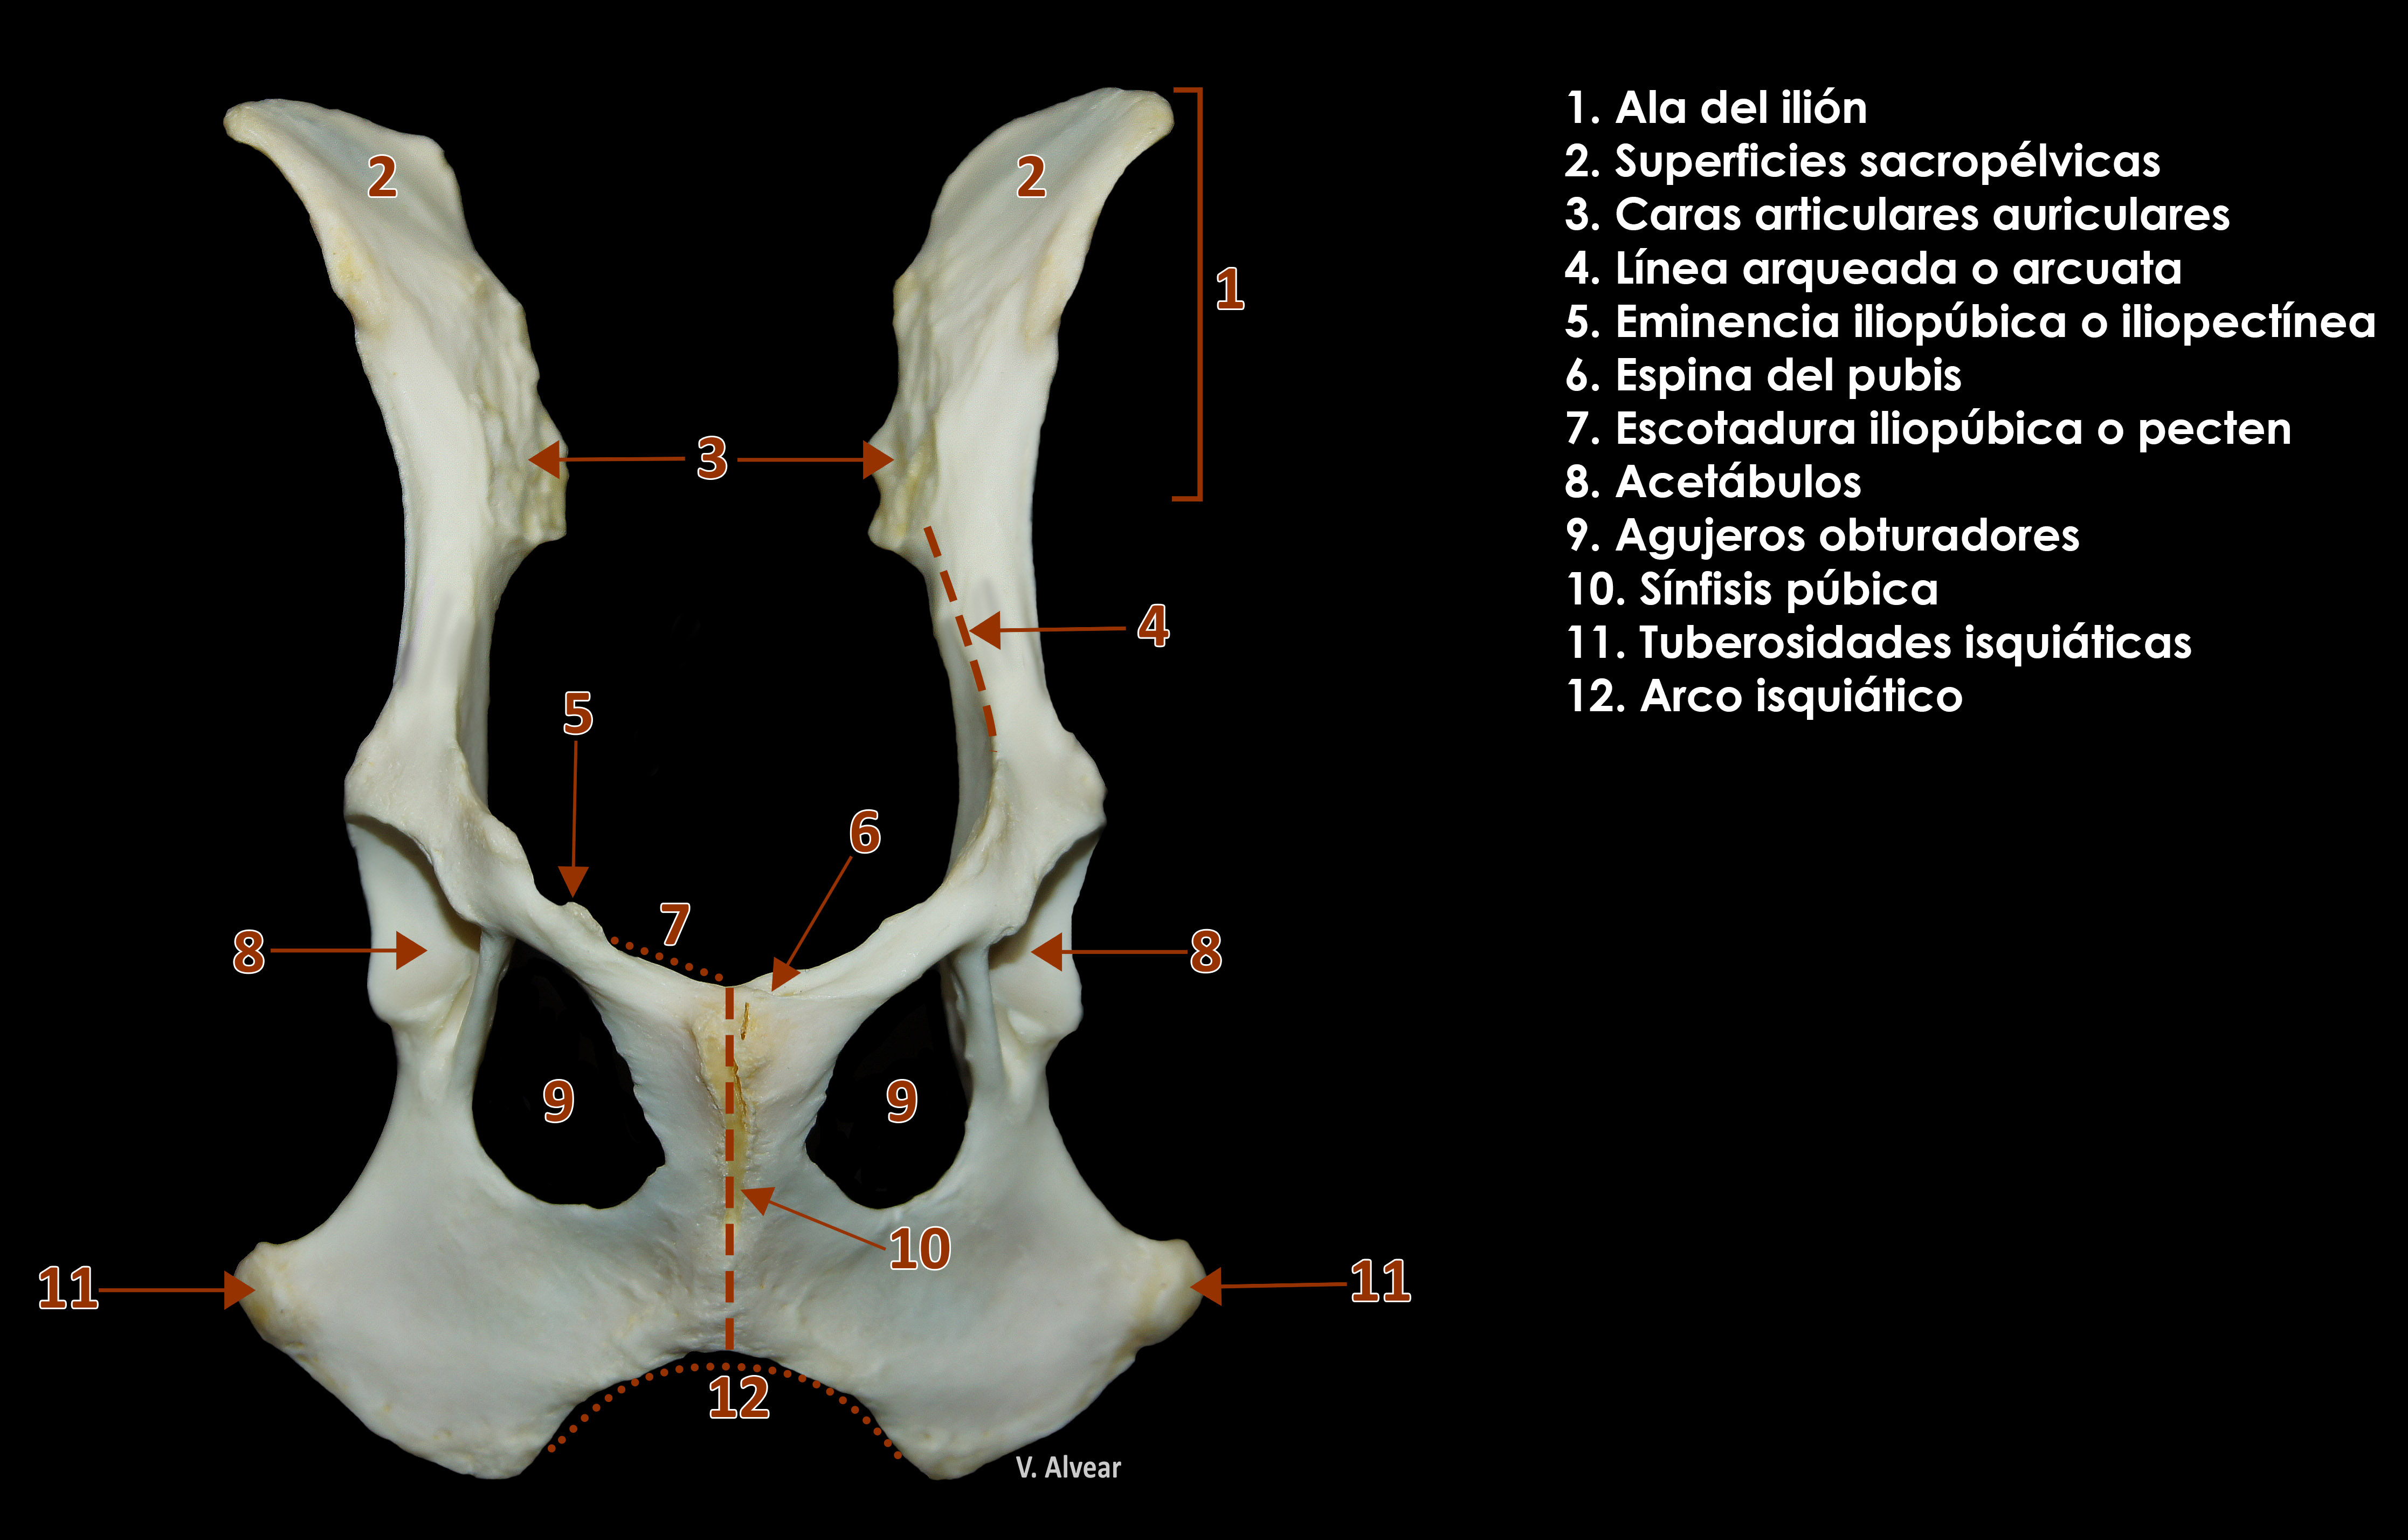 1. Ala del ilión
2. Superficies sacropélvicas
3. Caras articulares auriculares
4. Línea arqueada o arcuata
5. Eminencia iliopúbica o iliopectínea
6. Espina del pubis
7. Escotadura iliopúbica o pecten
8. Acetábulos
9. Agujeros obturadores
10. Sínfisis púbica
11. Tuberosidades isquiáticas
12. Arco isquiático
2
2
1
3
4
5
6
7
8
8
9
9
10
11
11
12
V. Alvear